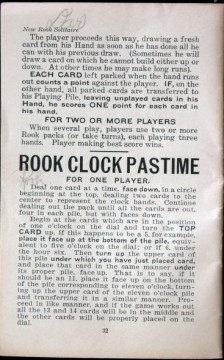 New Rook Solitaire
The player proceeds this way, drawing a fresh
card from his Hand as soon as he has done all he
can with his previous draw. (Sometimes he will
draw a card on which he cannot build either up or
down. At other times he may make long runs).
EACH CARD left parked when the hand runs
out counts a point against the player. IF, on the
other hand, all parked cards are transferred to
his Playing File, leaving unplayed cards in his
Hand, he scores ONE point for each card in
his hand.
FOR TWO OR MORE PLAYERS
When several play, players use two or more
Rook packs (or take turns), each playing three
hands. Player making best score wins.
ROOK CLOCK PASTIME
FOR ONE PLAYER.
Deal one card at a time, face down, in a circle
beginning at the top, dealing two cards to the
center to represent the clock hands. Continue
dealing out the pack until all the cards are out,
four in each pile, but with faces down.
Begin at the cards which are in the position
of one o'clock on the dial and turn the TOP
CARD up. If this happens to be a 5, for example,
place it face up at the bottom of the pile, equiv-
alent to five o'clock on the dial; or if 6, under
the hour six. Then turn up the upper card of
this pile under which you have just placed card,
and place that card in the same manner under
its proper pile, face up. That is to say, if it
should be an 11, place it face up on the bottom
of the pile corresponding to eleven o'clock, turn-
ing up the upper card of the eleven o'clock pile
and transferring it in a similar manner. Pro-
ceed in like manner, and if the game works out
all the 13 and 14 cards will be in the middle and
the other cards will be properly placed on the
dial.
32